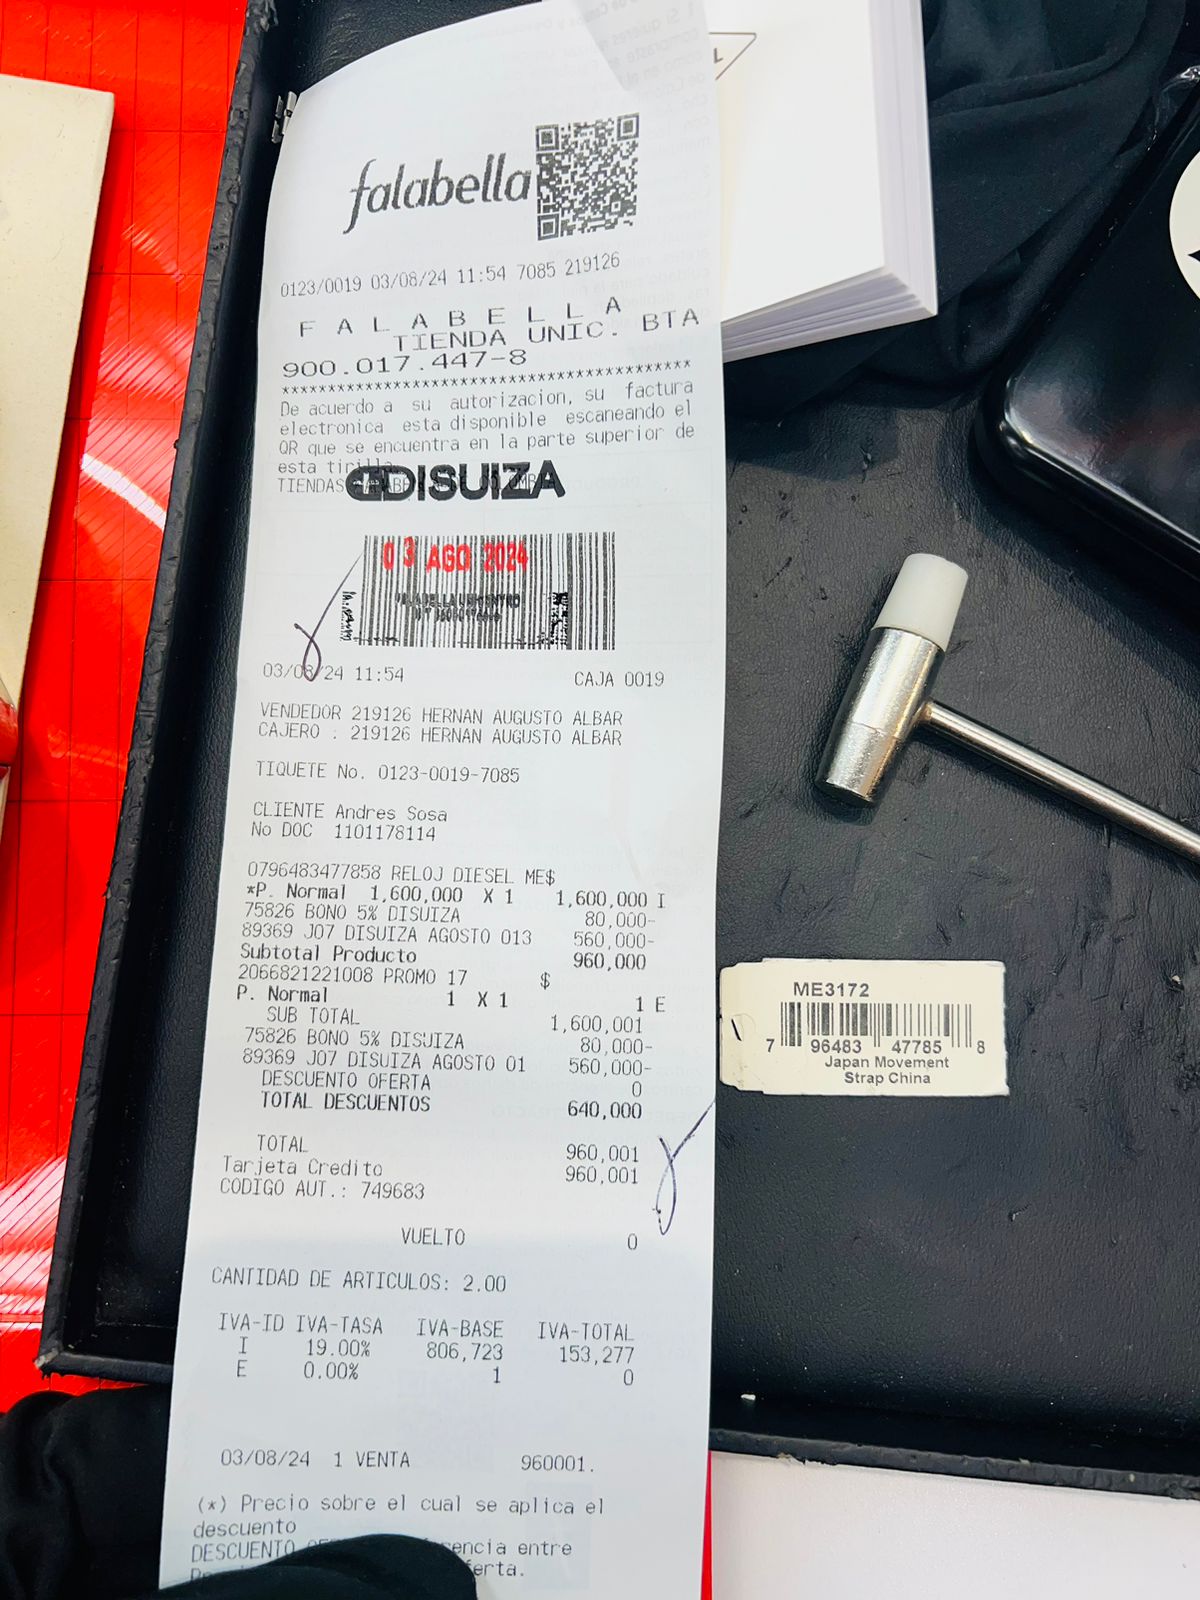 falabella
0123/0019 03/08/24 11:54 7085 219126
F A L A B E L L A
TIENDA UNIC. BTA
900.017.447-8
*******************************************
De acuerdo a su autorizacion, su factura
electronica esta disponible escaneando el
QR que se encuentra en la parte superior de
esta tirilla.
TIENDAS
DISUIZA
03 AGO 2024
03/08/24 11:54 CAJA 0019
VENDEDOR 219126 HERNAN AUGUSTO ALBAR
CAJERO : 219126 HERNAN AUGUSTO ALBAR
TIQUETE No. 0123-0019-7085
CLIENTE Andres Sosa
No DOC 1101178114
0796483477858 RELOJ DIESEL ME$
*P. Normal 1,600,000 X 1 1,600,000 I
75826 BONO 5% DISUIZA 80,000-
89369 J07 DISUIZA AGOSTO 013 560,000-
Subtotal Producto 960,000
2066821221008 PROMO 17 $
P. Normal 1 X 1 1 E
SUB TOTAL 1,600,001
75826 BONO 5% DISUIZA 80,000-
89369 J07 DISUIZA AGOSTO 01 560,000-
DESCUENTO OFERTA 0
TOTAL DESCUENTOS 640,000
TOTAL 960,001
Tarjeta Credito 960,001
CODIGO AUT.: 749683
VUELTO 0
CANTIDAD DE ARTICULOS: 2.00
IVA-ID IVA-TASA IVA-BASE IVA-TOTAL
I 19.00% 806,723 153,277
E 0.00% 1 0
03/08/24 1 VENTA 960001.
(*) Precio sobre el cual se aplica el
descuento
DESCUENTO entre
ME3172
7 96483 47785 8
Japan Movement
Strap China